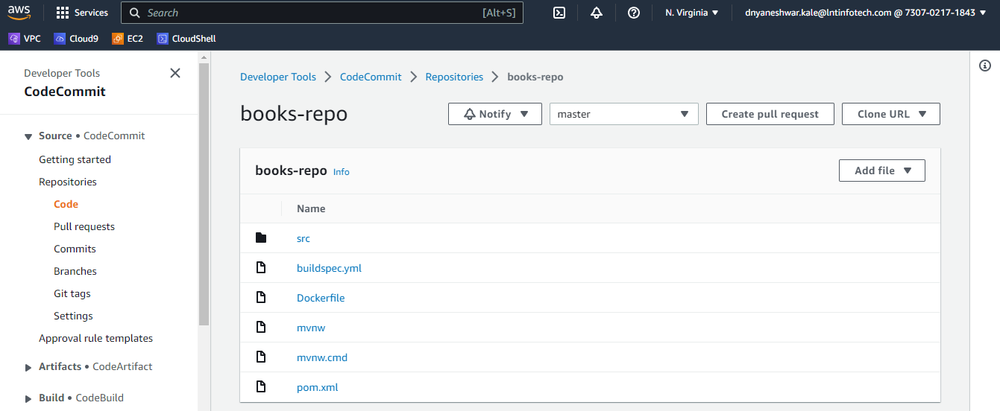 aws Services Search [Alt+S] N. Virginia dnyaneshwar.kale@lntinfotech.com @ 7307-0217-1843
VPC Cloud9 EC2 CloudShell
Developer Tools
CodeCommit
Source • CodeCommit
Getting started
Repositories
Code
Pull requests
Commits
Branches
Git tags
Settings
Approval rule templates
Artifacts • CodeArtifact
Build • CodeBuild
Developer Tools > CodeCommit > Repositories > books-repo
books-repo Notify master Create pull request Clone URL
books-repo Info Add file
Name
src
buildspec.yml
Dockerfile
mvnw
mvnw.cmd
pom.xml